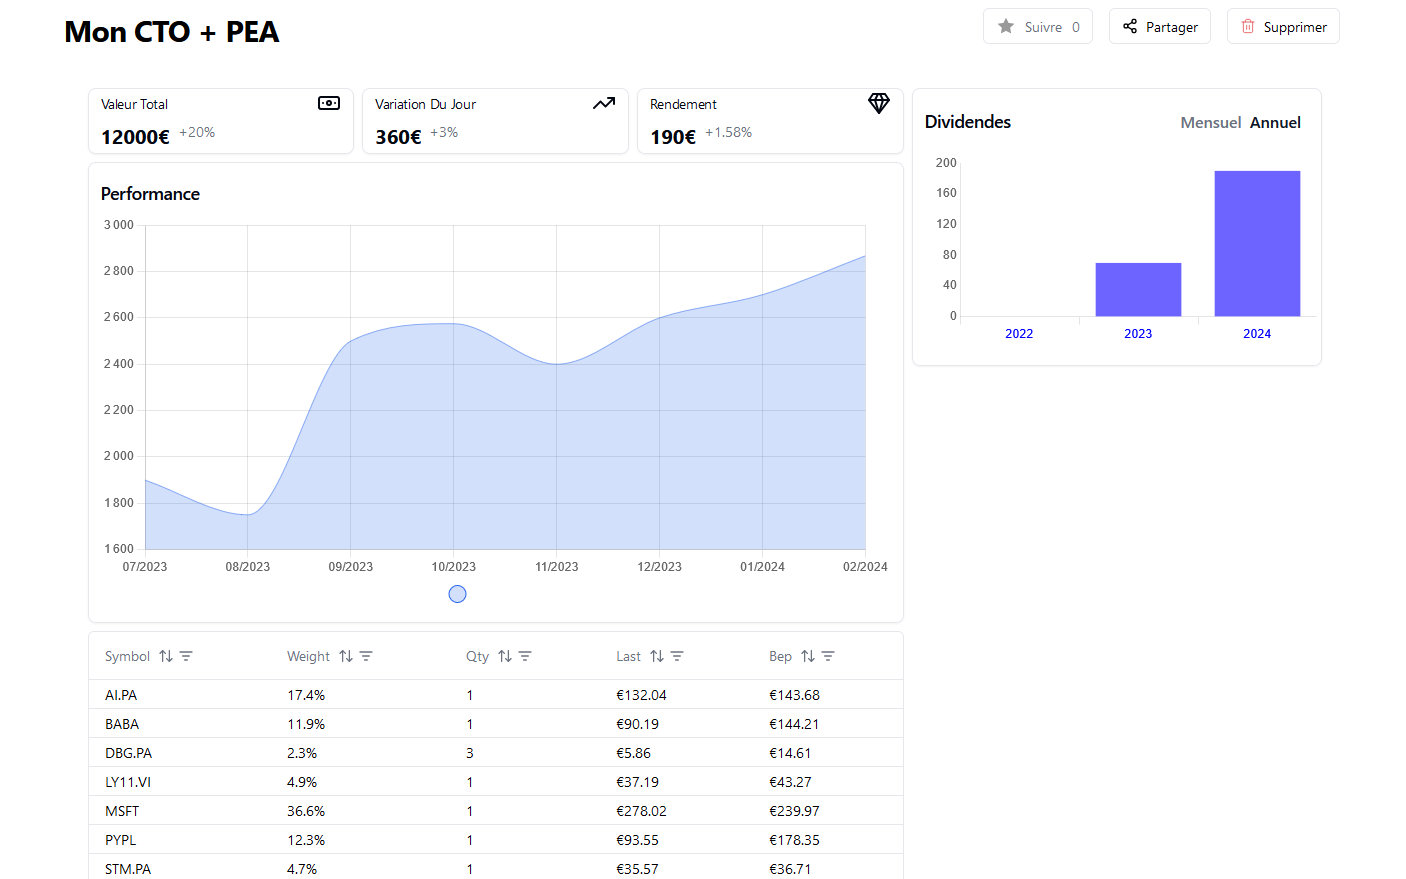 Mon CTO + PEA
Suivre 0
Partager
Supprimer
Valeur Total
12000€ +20%
Variation Du Jour
360€ +3%
Rendement
190€ +1.58%
Performance
3 000
2 800
2 600
2 400
2 200
2 000
1 800
1 600
07/2023 08/2023 09/2023 10/2023 11/2023 12/2023 01/2024 02/2024
Dividendes
Mensuel Annuel
200
160
120
80
40
0
2022 2023 2024
Symbol Weight Qty Last Bep
AI.PA 17.4% 1 €132.04 €143.68
BABA 11.9% 1 €90.19 €144.21
DBG.PA 2.3% 3 €5.86 €14.61
LY11.VI 4.9% 1 €37.19 €43.27
MSFT 36.6% 1 €278.02 €239.97
PYPL 12.3% 1 €93.55 €178.35
STM.PA 4.7% 1 €35.57 €36.71